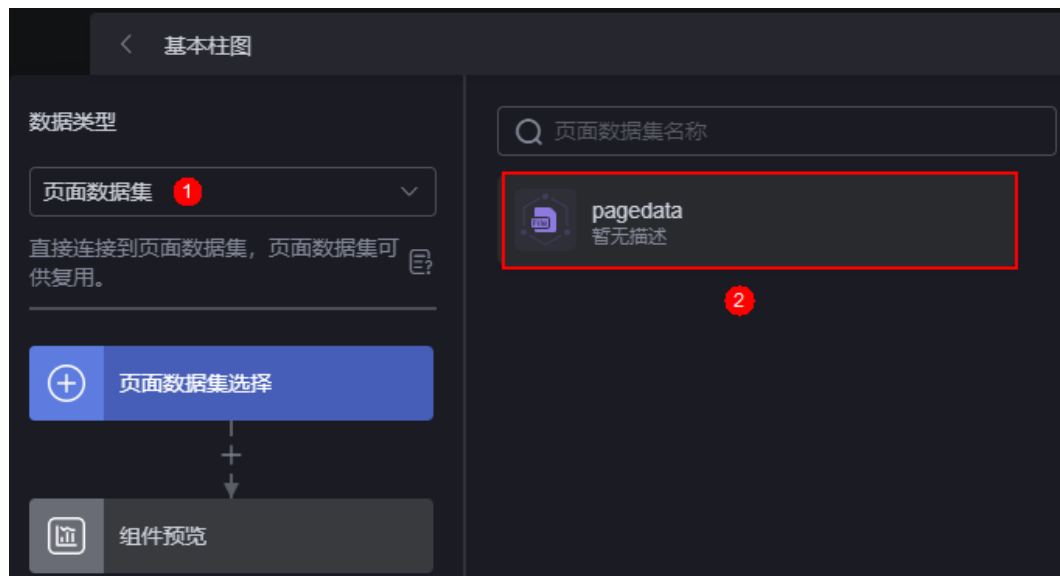 基本柱图
数据类型
页面数据集 1
直接连接到页面数据集，页面数据集可
供复用。
页面数据集选择
组件预览
页面数据集名称
File
pagedata
暂无描述
2